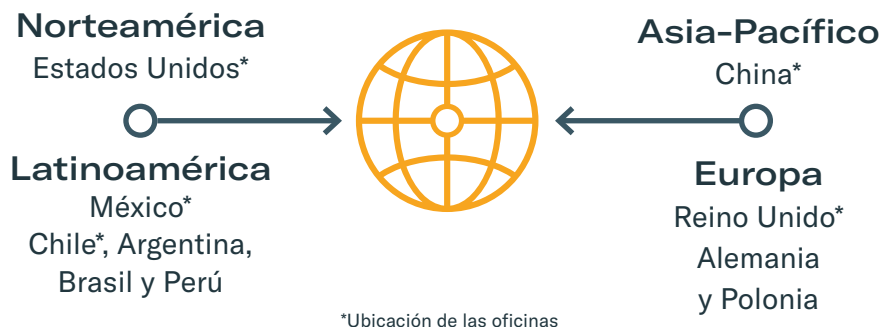 Norteamérica
Estados Unidos*
Latinoamérica
México*
Chile*, Argentina,
Brasil y Perú
Asia-Pacífico
China*
Europa
Reino Unido*
Alemania
y Polonia
*Ubicación de las oficinas